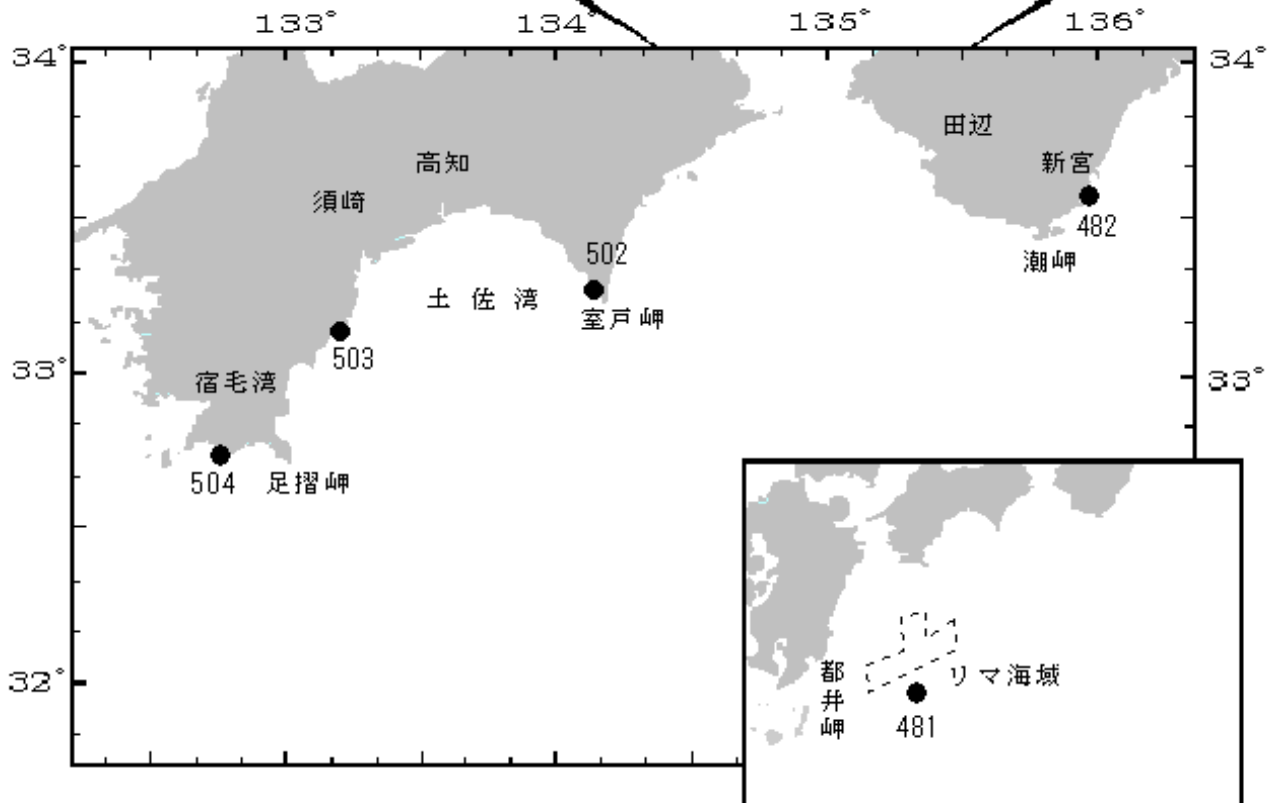 133° 134° 135° 136°
34° 34°
田辺
高知 新宮
須崎
482
502 潮岬
土佐湾
室戸岬
503
33° 33°
宿毛湾
504 足摺岬
32°
都井岬 リマ海域
481